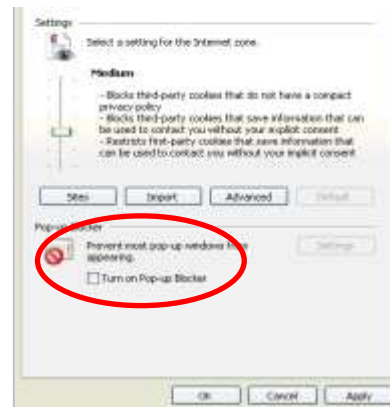 Settings
Select a setting for the Internet zone.
Medium
- Blocks third-party cookies that do not have a compact
privacy policy
- Blocks third-party cookies that save information that can
be used to contact you without your explicit consent
- Restricts first-party cookies that save information that
can be used to contact you without your implicit consent
Sites Import Advanced Default
Pop-up Blocker
Prevent most pop-up windows from Settings
appearing.
Turn on Pop-up Blocker
OK Cancel Apply